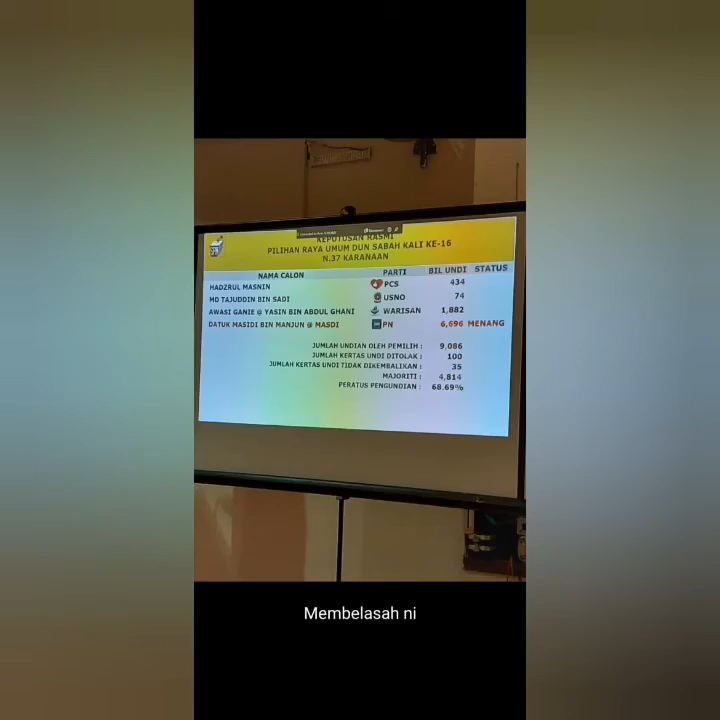 KEPUTUSAN RASMI
PILIHAN RAYA UMUM DUN SABAH KALI KE-16
N.37 KARANAAN
NAMA CALON PARTI BIL UNDI STATUS
HADZRUL MASNIN PCS 434
MD TAJUDDIN BIN SADI USNO 74
AWASI GANIE @ YASIN BIN ABDUL GHANI WARISAN 1,882
DATUK MASIDI BIN MANJUN @ MASDI PN 6,696 MENANG
JUMLAH UNDIAN OLEH PEMILIH : 9,086
JUMLAH KERTAS UNDI DITOLAK : 100
JUMLAH KERTAS UNDI TIDAK DIKEMBALIKAN : 35
MAJORITI : 4,814
PERATUS PENGUNDIAN : 68.69%
Membelasah ni